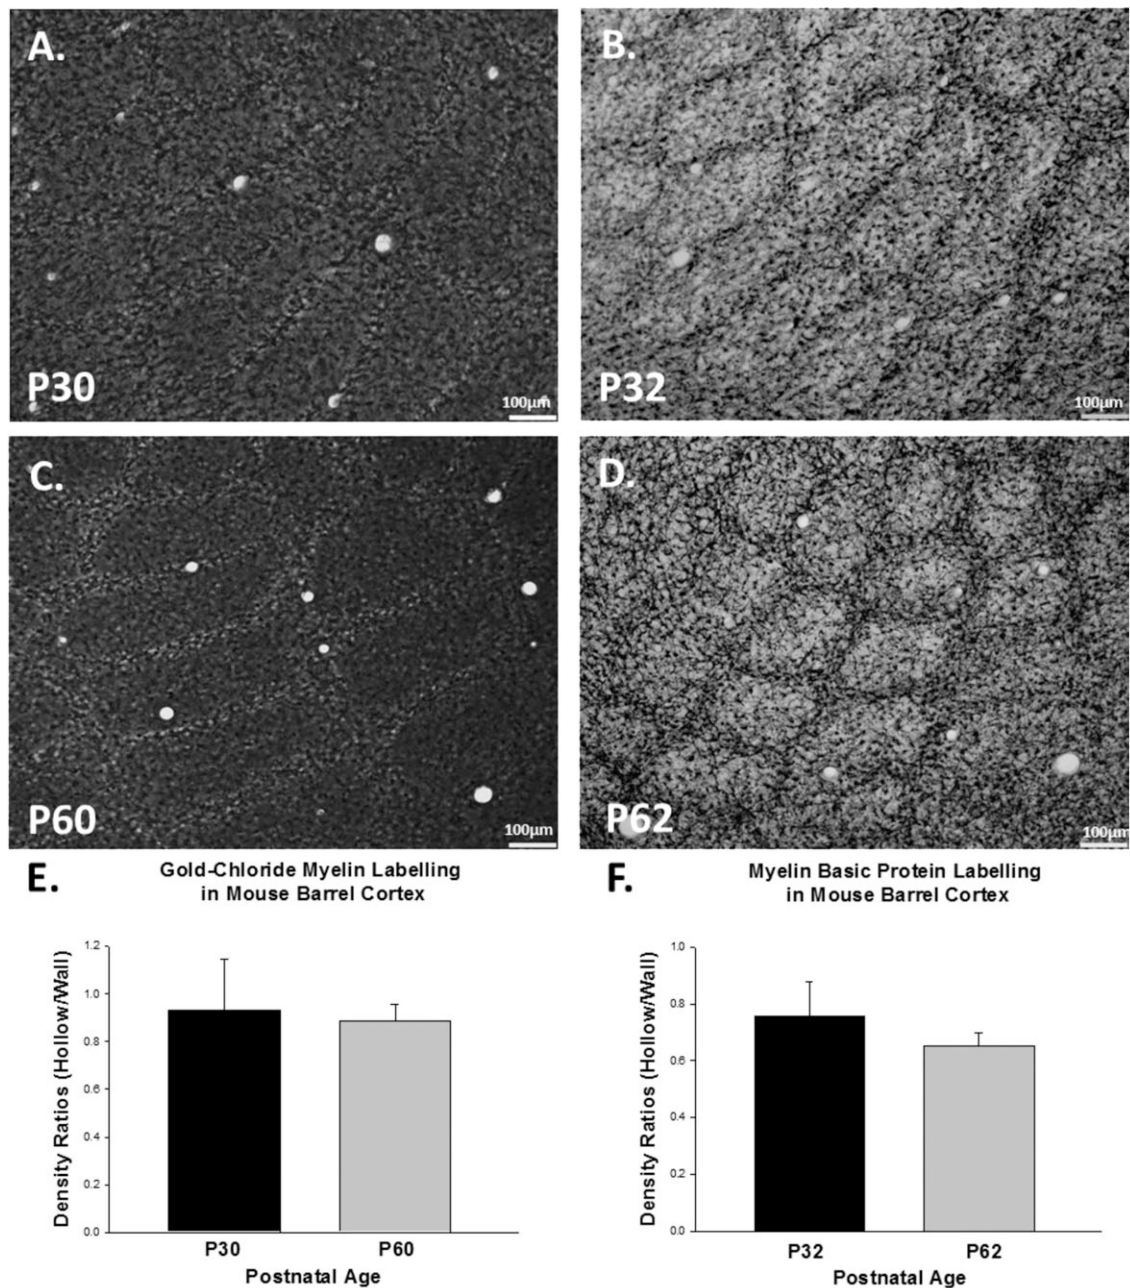 A.
B.
P30
100µm
P32
100µm
C.
D.
P60
100µm
P62
100µm
E.
Gold-Chloride Myelin Labelling
in Mouse Barrel Cortex
F.
Myelin Basic Protein Labelling
in Mouse Barrel Cortex
Density Ratios (Hollow/Wall)
1.2
1.0
0.8
0.6
0.4
0.2
0.0
P30
P60
Postnatal Age
Density Ratios (Hollow/Wall)
1.0
0.8
0.6
0.4
0.2
0.0
P32
P62
Postnatal Age